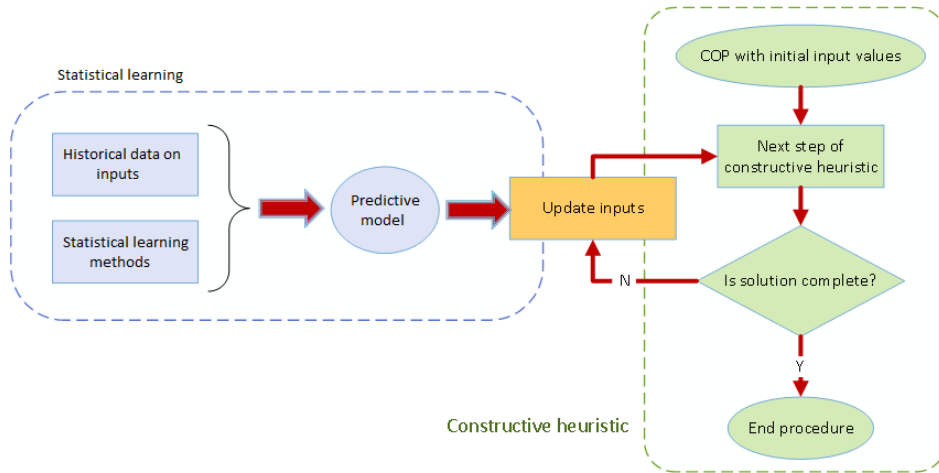 Statistical learning
Historical data on
inputs
Statistical learning
methods
Predictive
model
Update inputs
COP with initial input values
Next step of
constructive heuristic
Is solution complete?
N
Y
End procedure
Constructive heuristic